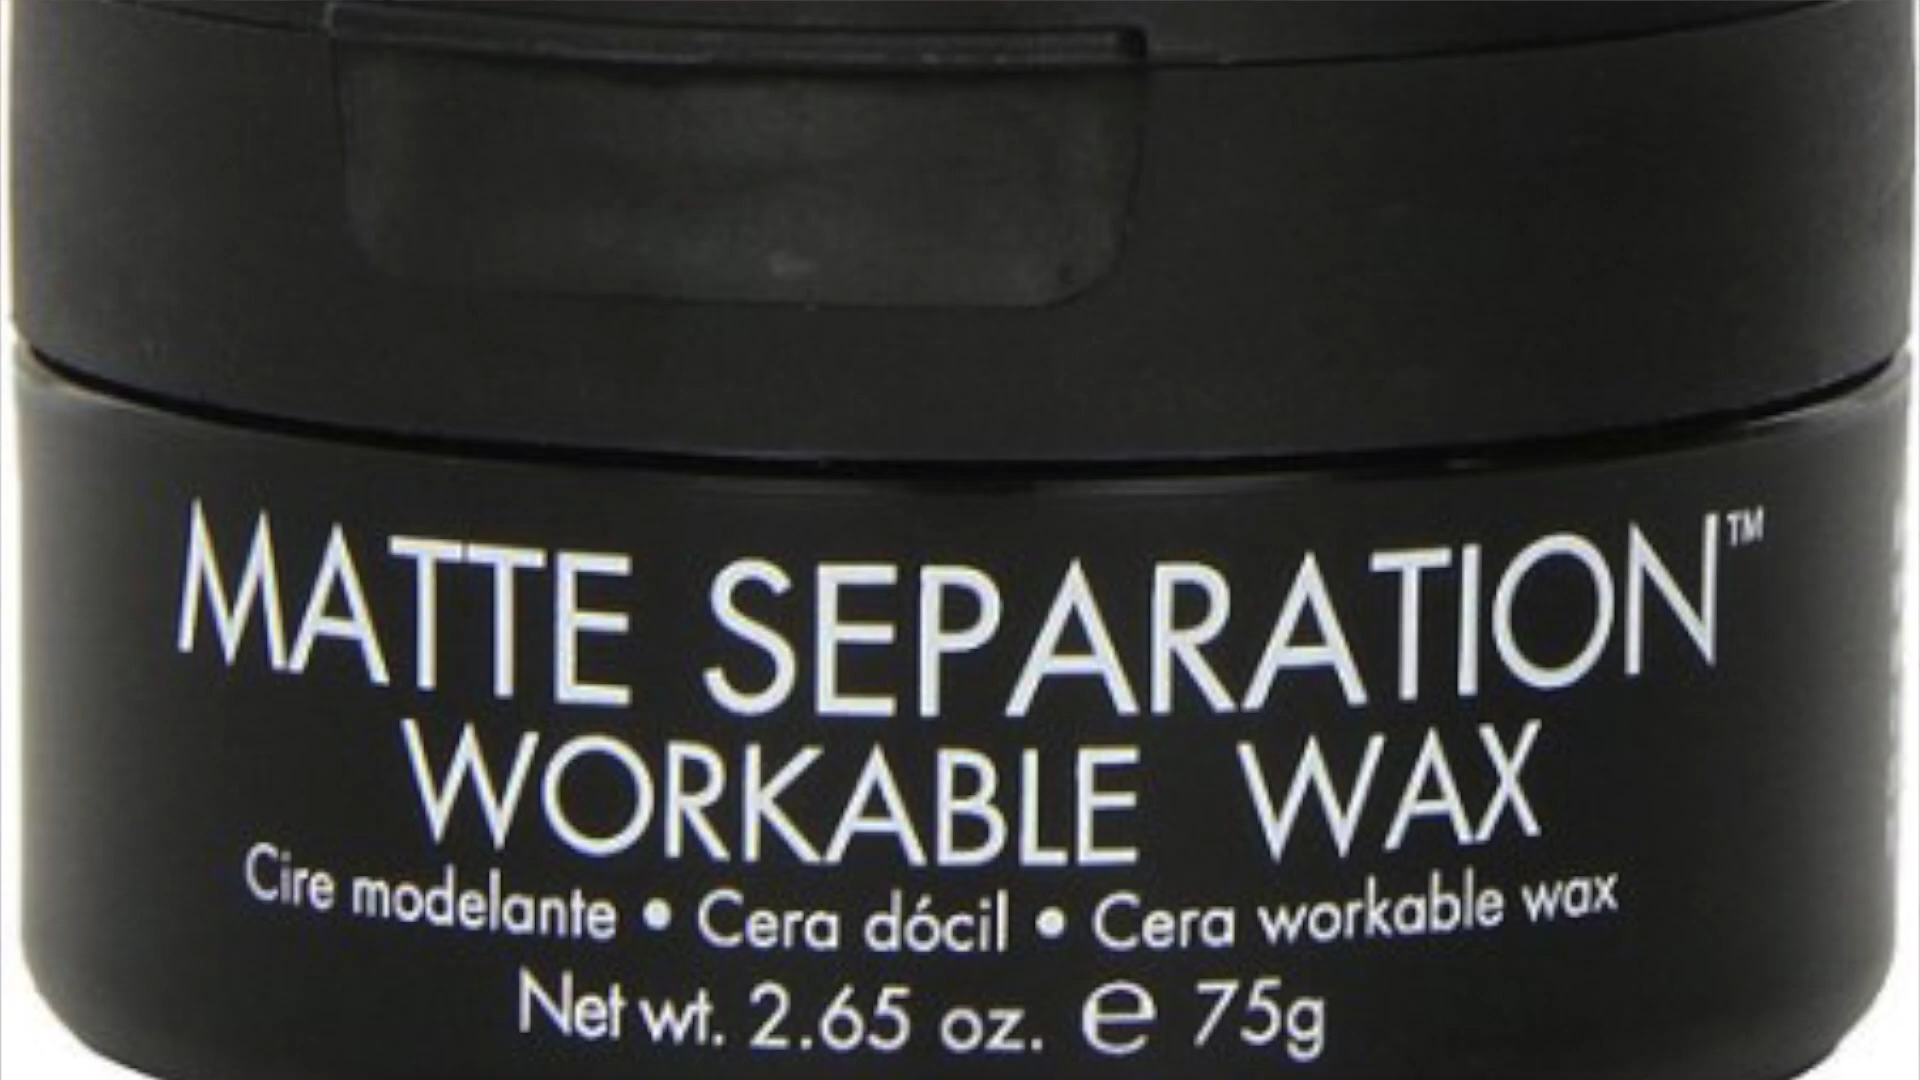 MATTE SEPARATION™
WORKABLE WAX
Cire modelante • Cera dócil • Cera workable wax
Net wt. 2.65 oz. ℮ 75g